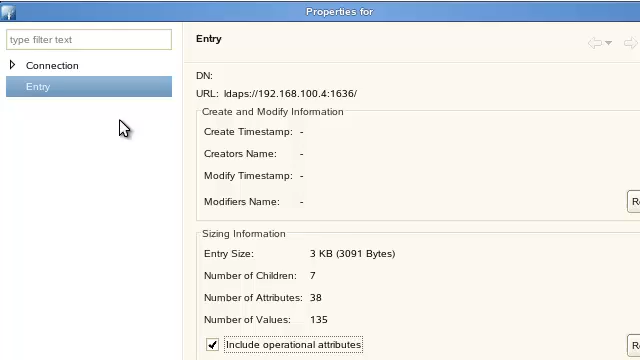 Properties for
type filter text
Connection
Entry
Entry
DN:
URL: ldaps://192.168.100.4:1636/
Create and Modify Information
Create Timestamp: -
Creators Name: -
Modify Timestamp: -
Modifiers Name: -
Re
Sizing Information
Entry Size: 3 KB (3091 Bytes)
Number of Children: 7
Number of Attributes: 38
Number of Values: 135
Include operational attributes
Re